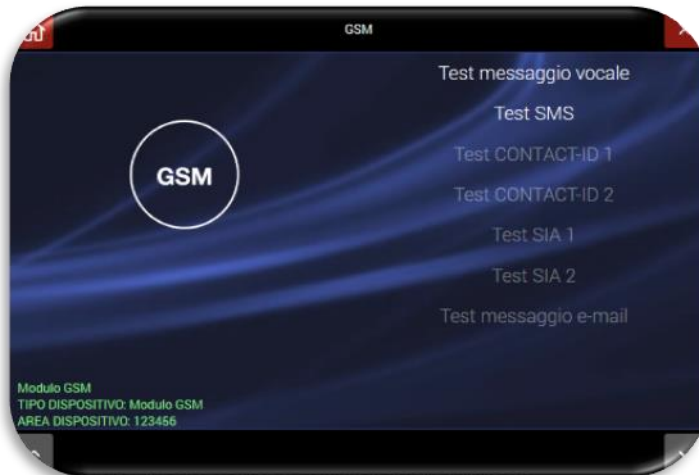 GSM
Test messaggio vocale
Test SMS
GSM
Test CONTACT-ID 1
Test CONTACT-ID 2
Test SIA 1
Test SIA 2
Test messaggio e-mail
Modulo GSM
TIPO DISPOSITIVO: Modulo GSM
AREA DISPOSITIVO: 123456